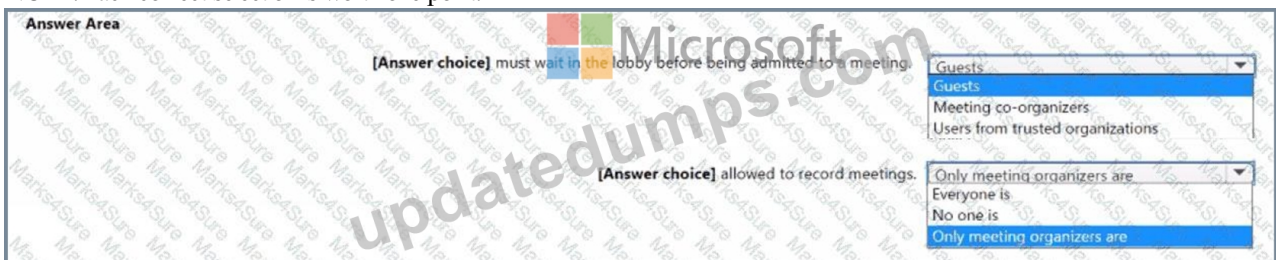 Answer Area
Microsoft
[Answer choice] must wait in the lobby before being admitted to a meeting.
Guests
Guests
Meeting co-organizers
Users from trusted organizations
updatedumps.com
[Answer choice] allowed to record meetings.
Only meeting organizers are
Everyone is
No one is
Only meeting organizers are
Marks4Sure